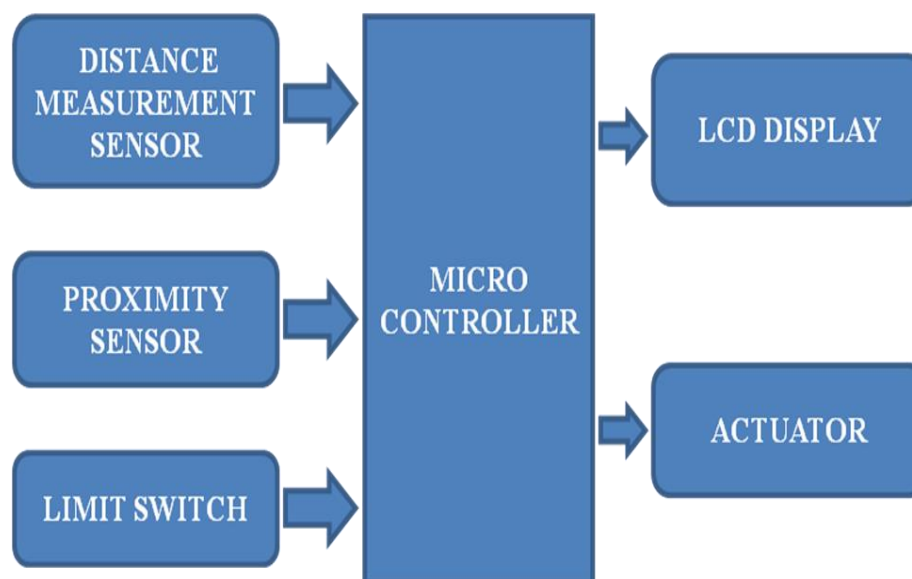 DISTANCE
MEASUREMENT
SENSOR
PROXIMITY
SENSOR
LIMIT SWITCH
MICRO
CONTROLLER
LCD DISPLAY
ACTUATOR